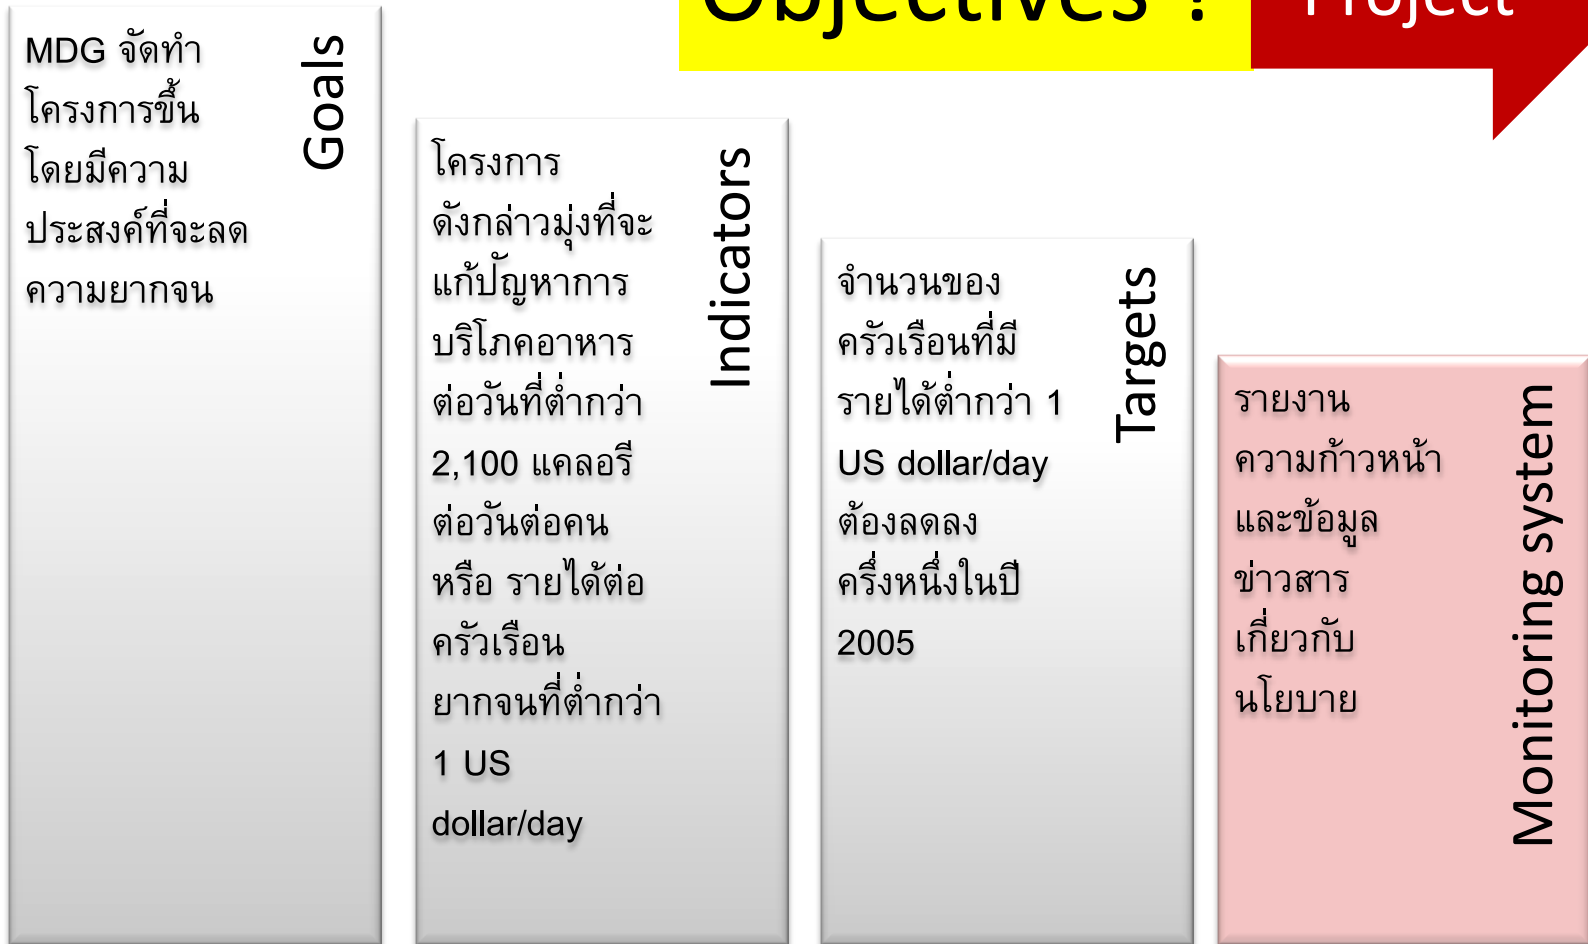 Objectives ?
Project
Goals
MDG จัดทำ
โครงการขึ้น
โดยมีความ
ประสงค์ที่จะลด
ความยากจน
Indicators
โครงการ
ดังกล่าวมุ่งที่จะ
แก้ปัญหาการ
บริโภคอาหาร
ต่อวันที่ต่ำกว่า
2,100 แคลอรี
ต่อวันต่อคน
หรือ รายได้ต่อ
ครัวเรือน
ยากจนที่ต่ำกว่า
1 US
dollar/day
Targets
จำนวนของ
ครัวเรือนที่มี
รายได้ต่ำกว่า 1
US dollar/day
ต้องลดลง
ครึ่งหนึ่งในปี
2005
Monitoring system
รายงาน
ความก้าวหน้า
และข้อมูล
ข่าวสาร
เกี่ยวกับ
นโยบาย